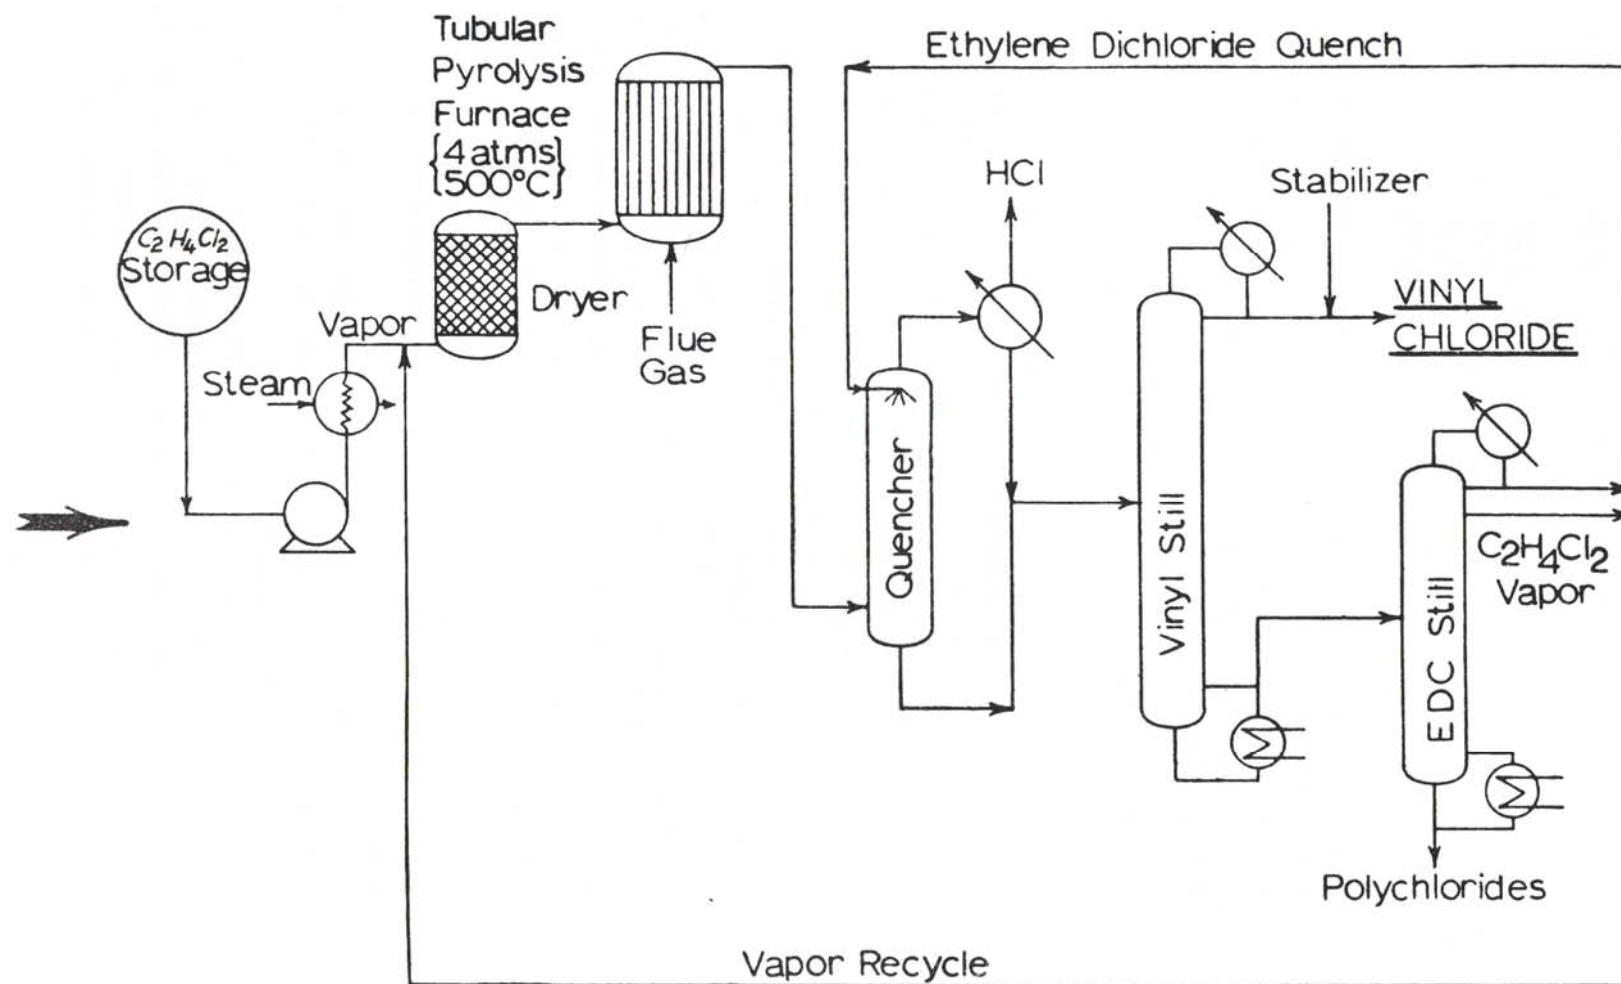 Tubular
Pyrolysis
Furnace
{4 atms}
{500°C}
Ethylene Dichloride Quench
HCl
Stabilizer
C2H4Cl2
Storage
Dryer
VINYL
CHLORIDE
Vapor
Flue
Gas
Steam
Quencher
Vinyl Still
EDC Still
C2H4Cl2
Vapor
Polychlorides
Vapor Recycle